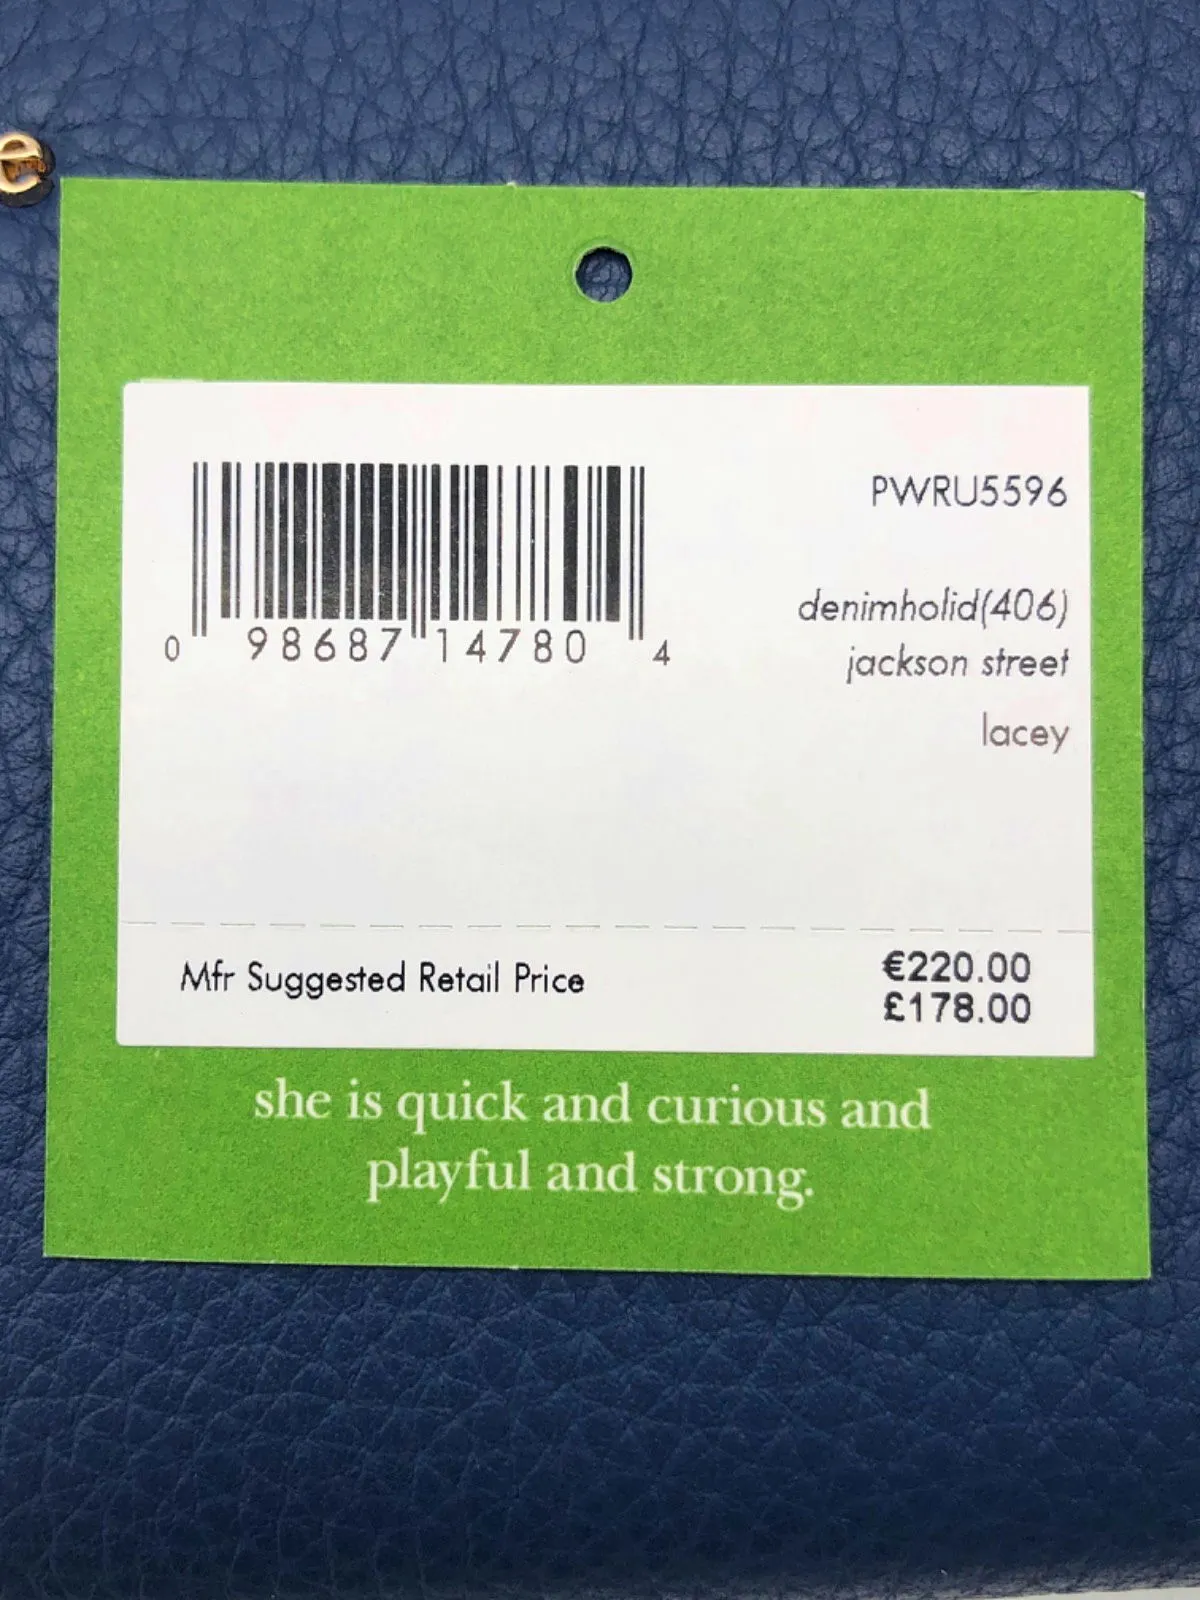 e
PWRU5596
denimholid(406)
jackson street
lacey
0 98687 14780 4
Mfr Suggested Retail Price €220.00
£178.00
she is quick and curious and
playful and strong.